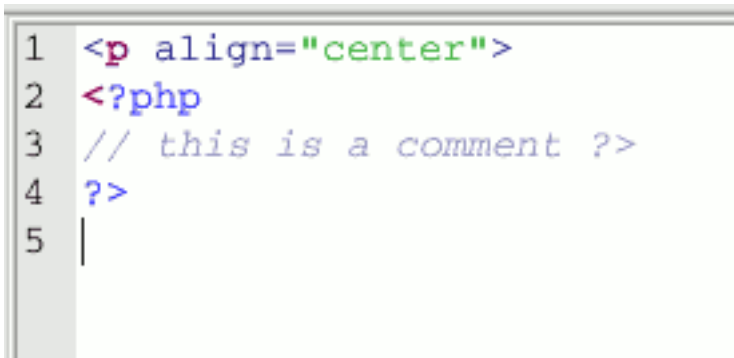 1 <p align="center">
2 <?php
3 // this is a comment ?>
4 ?>
5